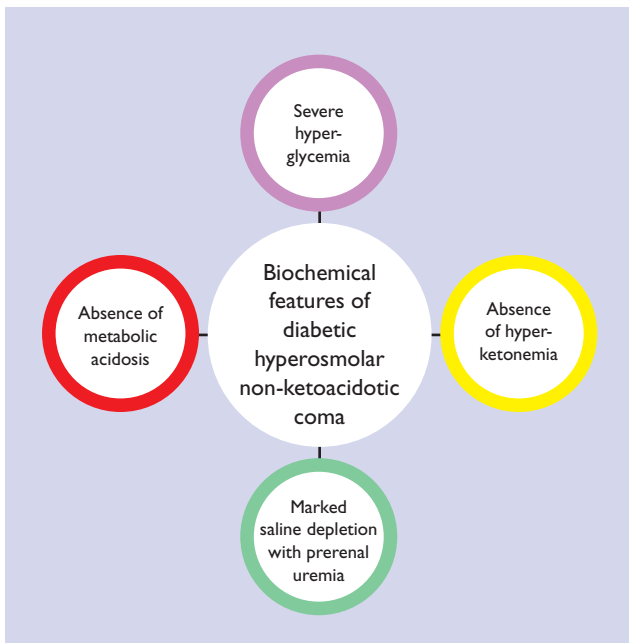 Severe
hyper-
glycemia
Absence of
metabolic
acidosis
Biochemical
features of
diabetic
hyperosmolar
non-ketoacidotic
coma
Absence
of hyper-
ketonemia
Marked
saline depletion
with prerenal
uremia